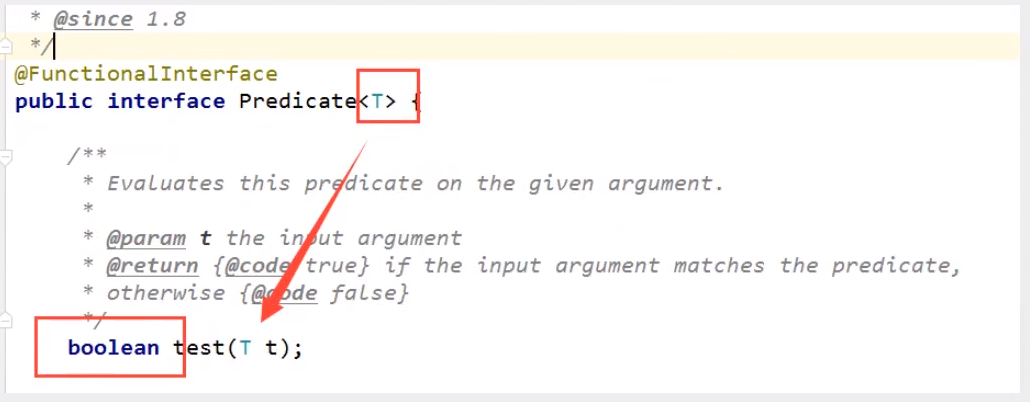 * @since 1.8
*/
@FunctionalInterface
public interface Predicate<T> {
/**
* Evaluates this predicate on the given argument.
*
* @param t the input argument
* @return {@code true} if the input argument matches the predicate,
* otherwise {@code false}
*/
boolean test(T t);